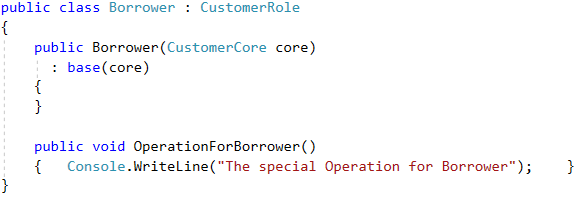 public class Borrower : CustomerRole
{
    public Borrower(CustomerCore core)
      : base(core)
    {
    }

    public void OperationForBorrower()
    {   Console.WriteLine("The special Operation for Borrower");    }
}